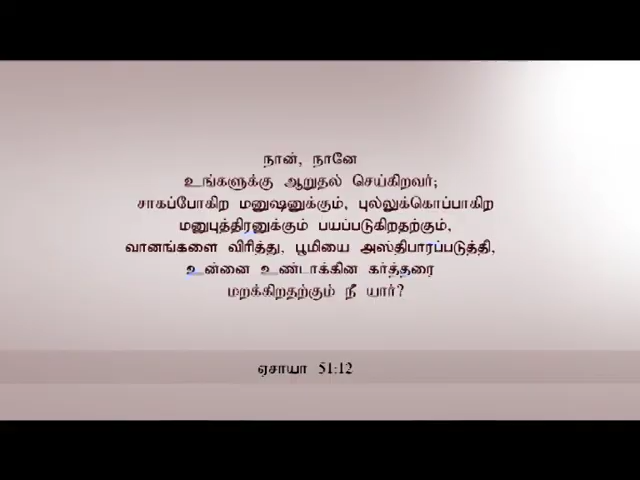 நான், நானே
உங்களுக்கு ஆறுதல் செய்கிறவர்;
சாகப்போகிற மனுஷனுக்கும், புல்லுக்கொப்பாகிற
மனுபுத்திரனுக்கும் பயப்படுகிறதற்கும்,
வானங்களை விரித்து, பூமியை அஸ்திபாரப்படுத்தி,
உன்னை உண்டாக்கின கர்த்தரை
மறக்கிறதற்கும் நீ யார்?
ஏசாயா 51:12